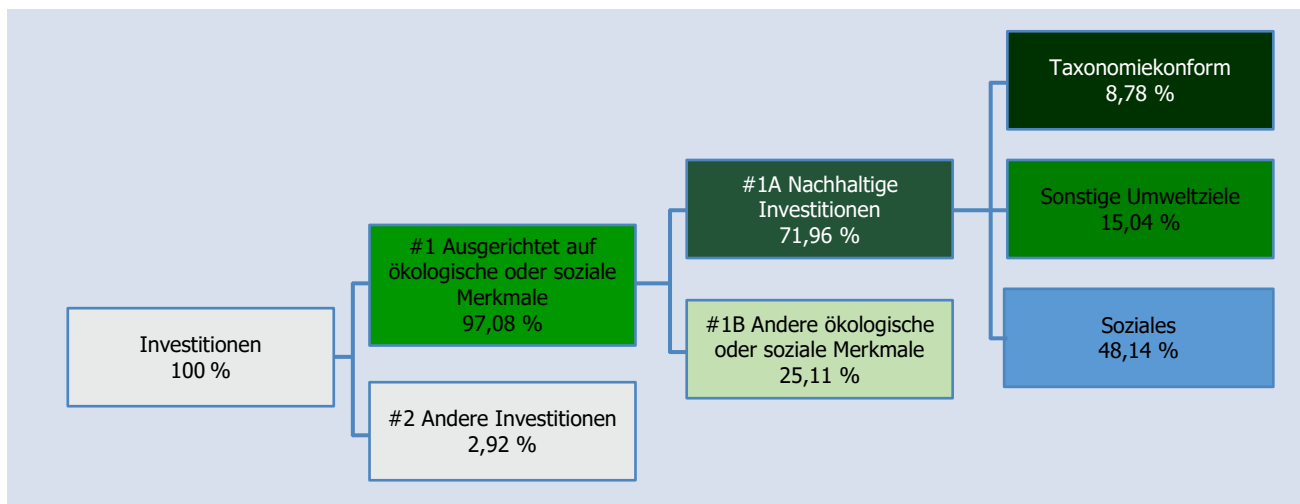 Investitionen
100 %
#1 Ausgerichtet auf
ökologische oder soziale
Merkmale
97,08 %
#2 Andere Investitionen
2,92 %
#1A Nachhaltige
Investitionen
71,96 %
#1B Andere ökologische
oder soziale Merkmale
25,11 %
Taxonomiekonform
8,78 %
Sonstige Umweltziele
15,04 %
Soziales
48,14 %